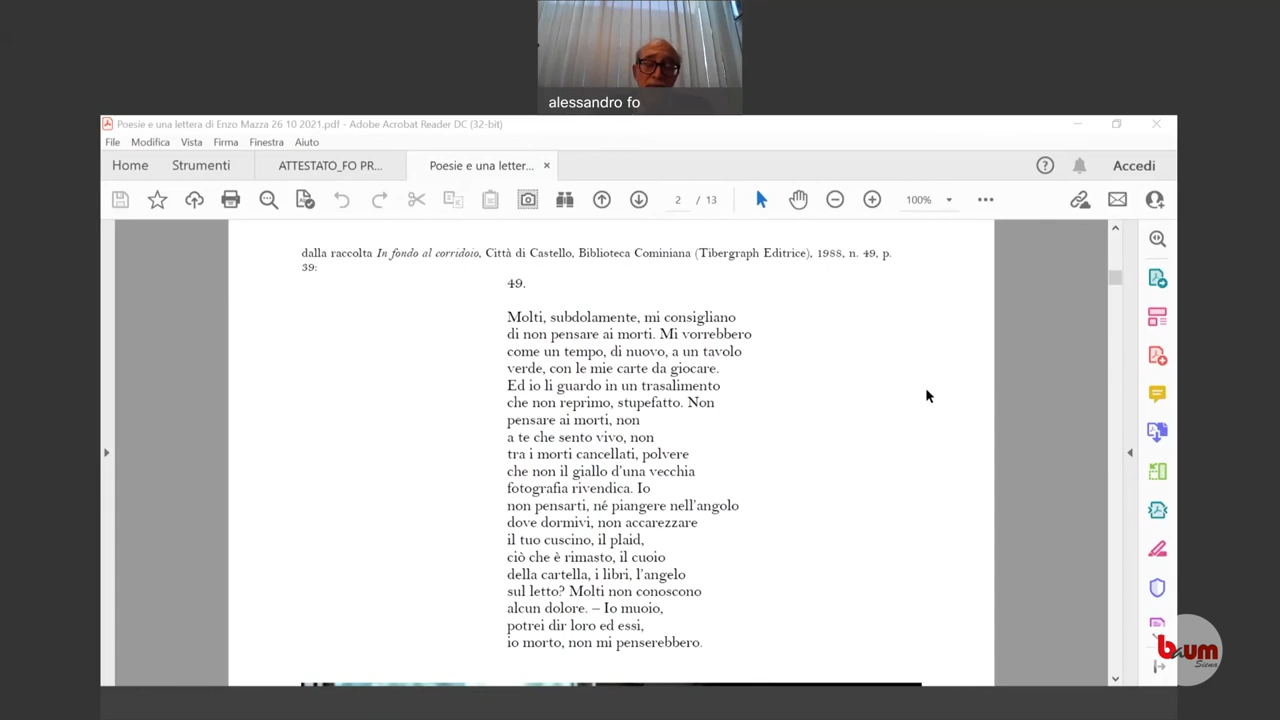 alessandro fo
Poesie e una lettera di Enzo Mazza 26 10 2021.pdf - Adobe Acrobat Reader DC (32-bit)
File Modifica Vista Firma Finestra Aiuto
Home Strumenti ATTESTATO_FO PR... Poesie e una letter... × Accedi
2 / 13 100%
dalla raccolta In fondo al corridoio, Città di Castello, Biblioteca Cominiana (Tibergraph Editrice), 1988, n. 49, p.
39:
49.
Molti, subdolamente, mi consigliano
di non pensare ai morti. Mi vorrebbero
come un tempo, di nuovo, a un tavolo
verde, con le mie carte da giocare.
Ed io li guardo in un trasalimento
che non reprimo, stupefatto. Non
pensare ai morti, non
a te che sento vivo, non
tra i morti cancellati, polvere
che non il giallo d'una vecchia
fotografia rivendica. Io
non pensarti, né piangere nell'angolo
dove dormivi, non accarezzare
il tuo cuscino, il plaid,
ciò che è rimasto, il cuoio
della cartella, i libri, l'angelo
sul letto? Molti non conoscono
alcun dolore. – Io muoio,
potrei dir loro ed essi,
io morto, non mi penserebbero.
baum
Siena